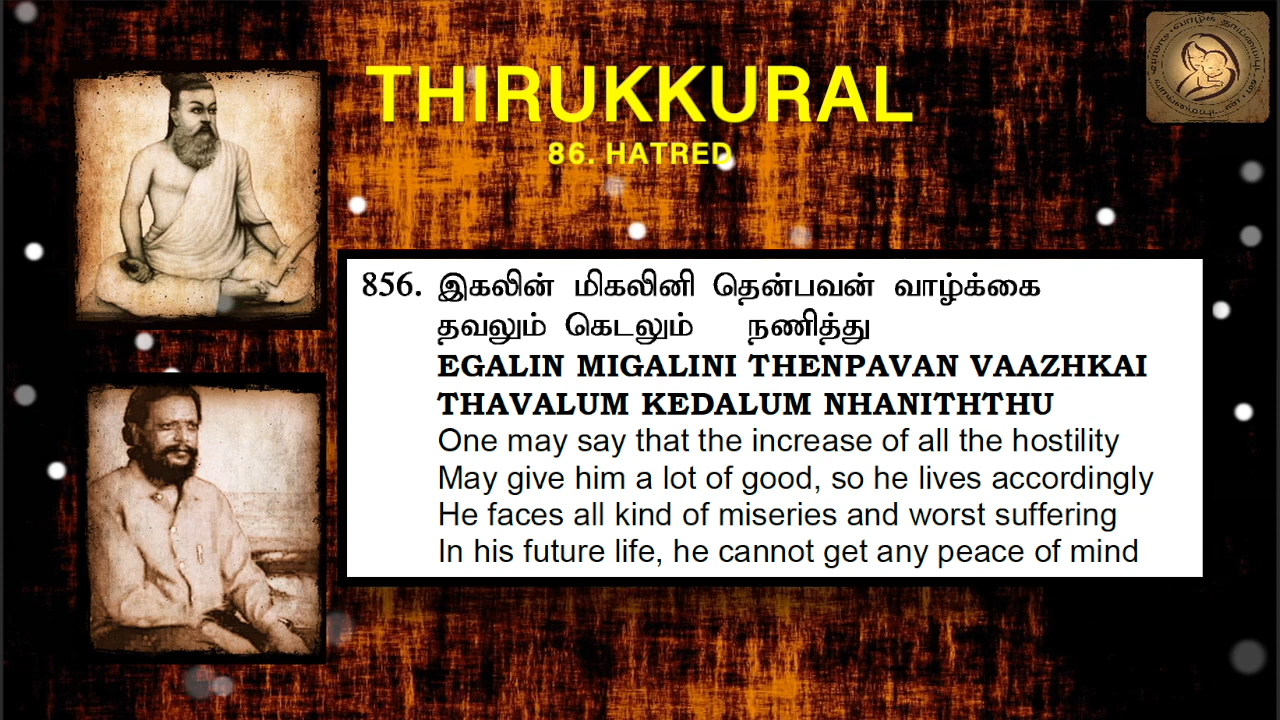 THIRUKKURAL
86. HATRED
856. இகலின் மிகலினி தென்பவன் வாழ்க்கை
தவலும் கெடலும் நணித்து
EGALIN MIGALINI THENPAVAN VAAZHKAI
THAVALUM KEDALUM NHANITHTHU
One may say that the increase of all the hostility
May give him a lot of good, so he lives accordingly
He faces all kind of miseries and worst suffering
In his future life, he cannot get any peace of mind